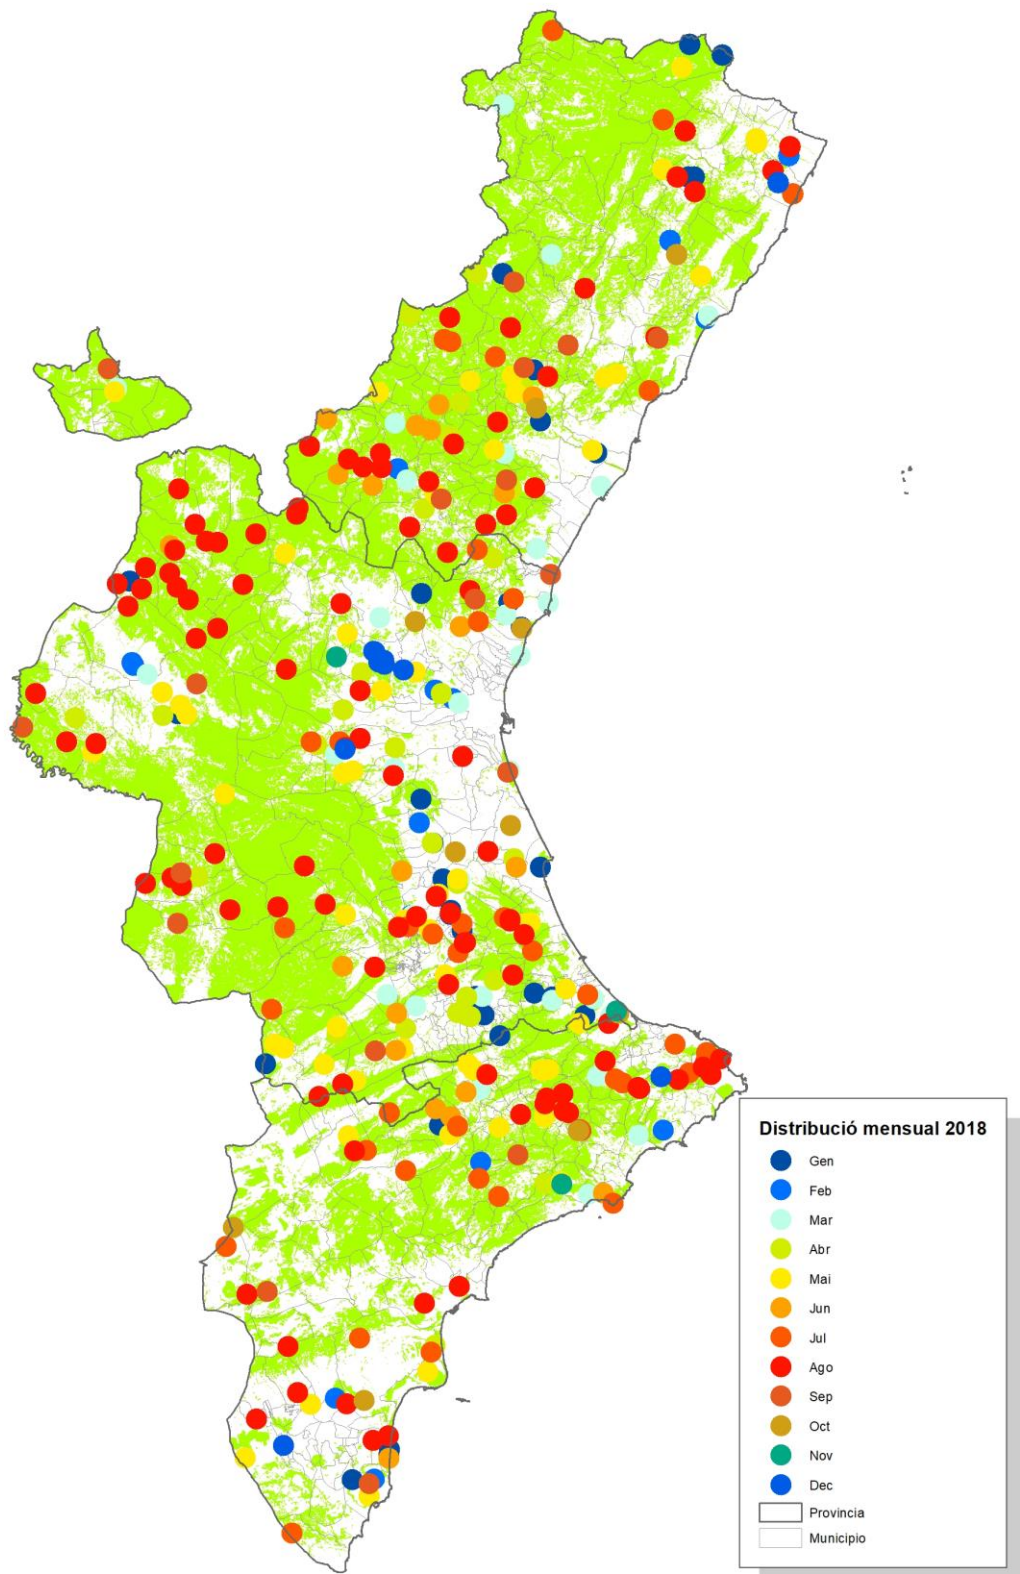 Distribució mensual 2018
Gen
Feb
Mar
Abr
Mai
Jun
Jul
Ago
Sep
Oct
Nov
Dec
Provincia
Municipio